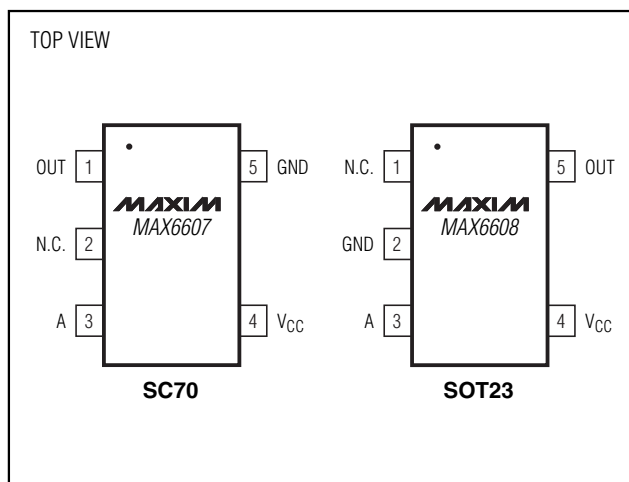 TOP VIEW
OUT 1
5 GND
MAXIM
MAX6607
N.C. 2
A 3
4 VCC
SC70
N.C. 1
5 OUT
MAXIM
MAX6608
GND 2
A 3
4 VCC
SOT23